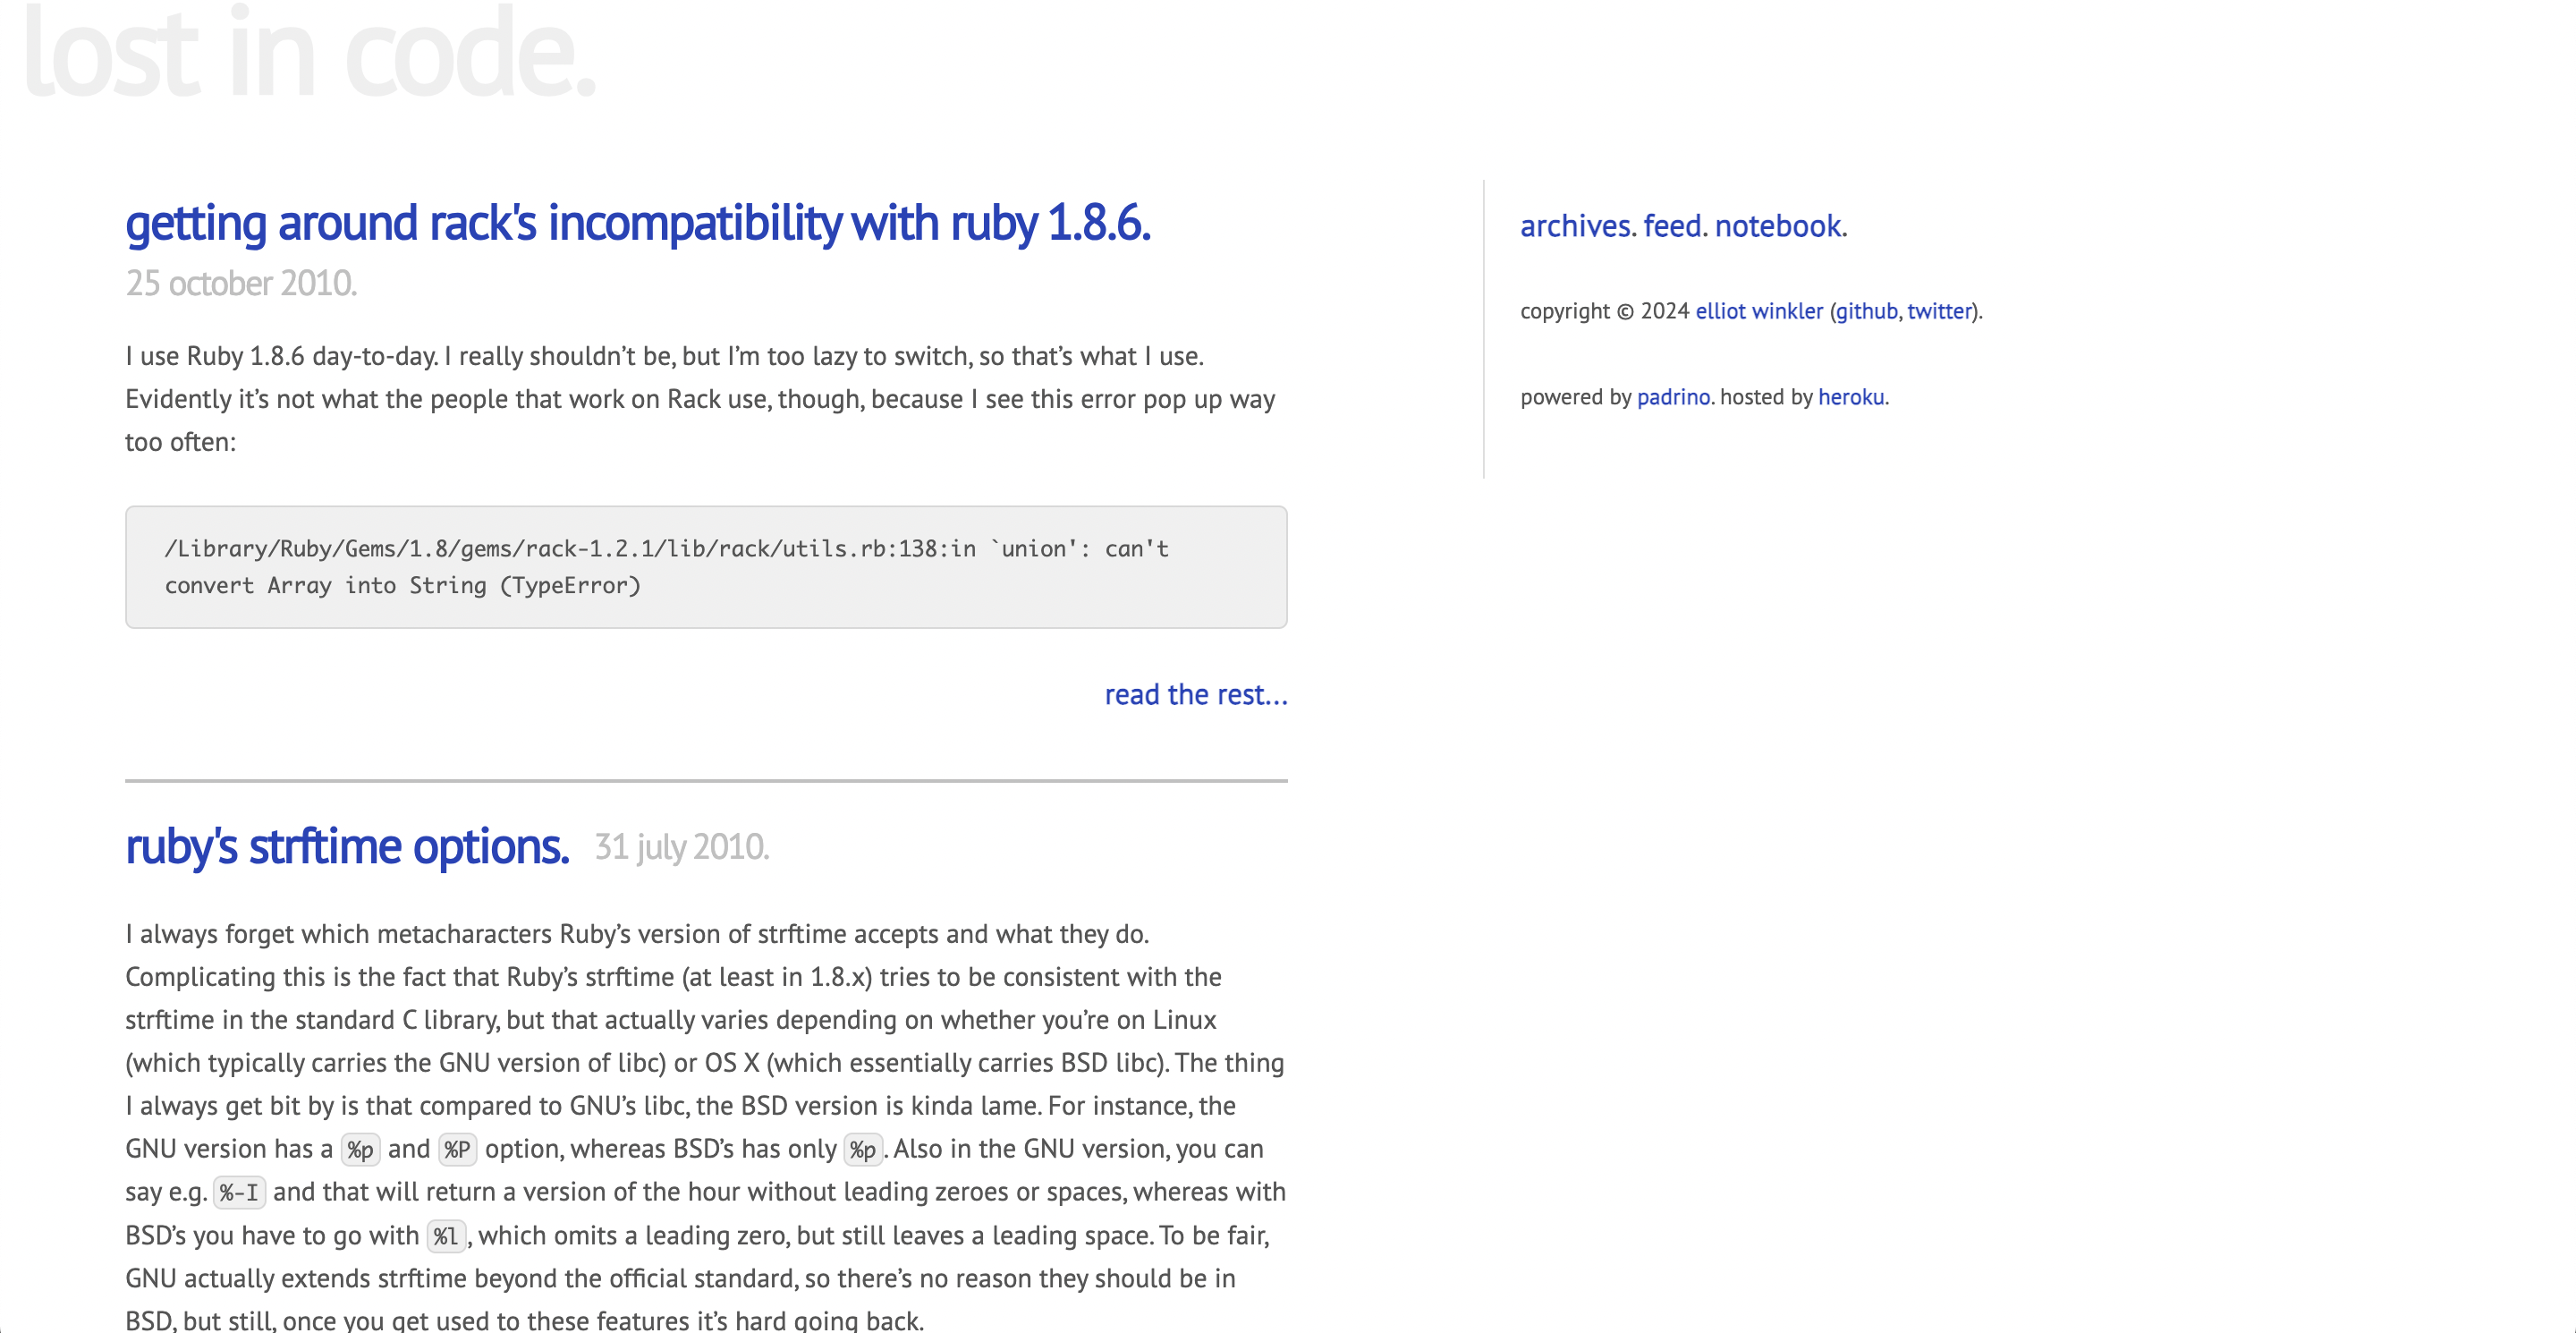 lost in code.
getting around rack's incompatibility with ruby 1.8.6.
25 october 2010.
I use Ruby 1.8.6 day-to-day. I really shouldn’t be, but I’m too lazy to switch, so that’s what I use.
Evidently it’s not what the people that work on Rack use, though, because I see this error pop up way
too often:
/Library/Ruby/Gems/1.8/gems/rack-1.2.1/lib/rack/utils.rb:138:in `union': can't
convert Array into String (TypeError)
read the rest...
ruby's strftime options. 31 july 2010.
I always forget which metacharacters Ruby’s version of strftime accepts and what they do.
Complicating this is the fact that Ruby’s strftime (at least in 1.8.x) tries to be consistent with the
strftime in the standard C library, but that actually varies depending on whether you’re on Linux
(which typically carries the GNU version of libc) or OS X (which essentially carries BSD libc). The thing
I always get bit by is that compared to GNU’s libc, the BSD version is kinda lame. For instance, the
GNU version has a %p and %P option, whereas BSD’s has only %p. Also in the GNU version, you can
say e.g. %-I and that will return a version of the hour without leading zeroes or spaces, whereas with
BSD’s you have to go with %l, which omits a leading zero, but still leaves a leading space. To be fair,
GNU actually extends strftime beyond the official standard, so there’s no reason they should be in
BSD, but still, once you get used to these features it’s hard going back.
archives. feed. notebook.
copyright © 2024 elliot winkler (github, twitter).
powered by padrino. hosted by heroku.